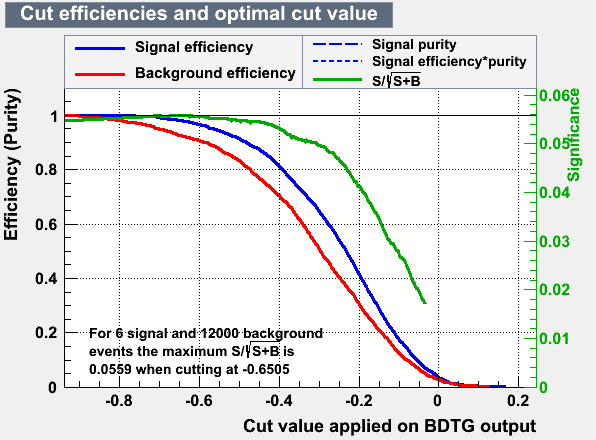 Cut efficiencies and optimal cut value
Signal efficiency
Background efficiency
Signal purity
Signal efficiency*purity
S/√S+B
Efficiency (Purity)
1
0.8
0.6
0.4
0.2
0
For 6 signal and 12000 background
events the maximum S/√S+B is
0.0559 when cutting at -0.6505
0.06
0.05
0.04
0.03
0.02
0.01
0
Significance
-0.8 -0.6 -0.4 -0.2 0 0.2
Cut value applied on BDTG output